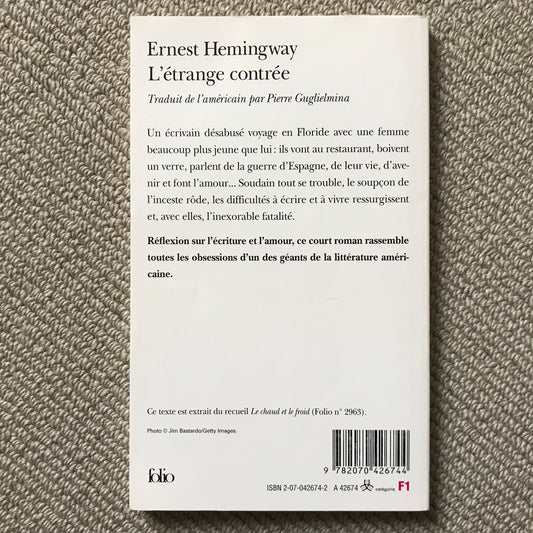 Ernest Hemingway
L'étrange contrée
Traduit de l'américain par Pierre Guglielmina
Un écrivain désabusé voyage en Floride avec une femme
beaucoup plus jeune que lui : ils vont au restaurant, boivent
un verre, parlent de la guerre d'Espagne, de leur vie, d'ave-
nir et font l'amour... Soudain tout se trouble, le soupçon de
l'inceste rôde, les difficultés à écrire et à vivre ressurgissent
et, avec elles, l'inexorable fatalité.
Réflexion sur l'écriture et l'amour, ce court roman rassemble
toutes les obsessions d'un des géants de la littérature améri-
caine.
Ce texte est extrait du recueil Le chaud et le froid (Folio n° 2963).
Photo © Jim Bastardo/Getty Images.
9 782070 426744
folio
ISBN 2-07-042674-2 A 42674 catégorie F1